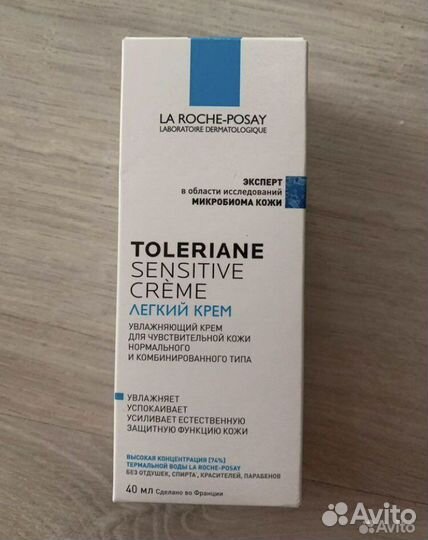 LA ROCHE-POSAY
LABORATOIRE DERMATOLOGIQUE
ЭКСПЕРТ
в области исследований
МИКРОБИОМА КОЖИ
TOLERIANE
SENSITIVE
CRÈME
ЛЕГКИЙ КРЕМ
УВЛАЖНЯЮЩИЙ КРЕМ
ДЛЯ ЧУВСТВИТЕЛЬНОЙ КОЖИ
НОРМАЛЬНОГО
И КОМБИНИРОВАННОГО ТИПА
УВЛАЖНЯЕТ
УСПОКАИВАЕТ
УСИЛИВАЕТ ЕСТЕСТВЕННУЮ
ЗАЩИТНУЮ ФУНКЦИЮ КОЖИ
ВЫСОКАЯ КОНЦЕНТРАЦИЯ (74%)
ТЕРМАЛЬНОЙ ВОДЫ LA ROCHE-POSAY
БЕЗ ОТДУШЕК, СПИРТА, КРАСИТЕЛЕЙ, ПАРАБЕНОВ
40 МЛ Сделано во Франции
Avito
Avito